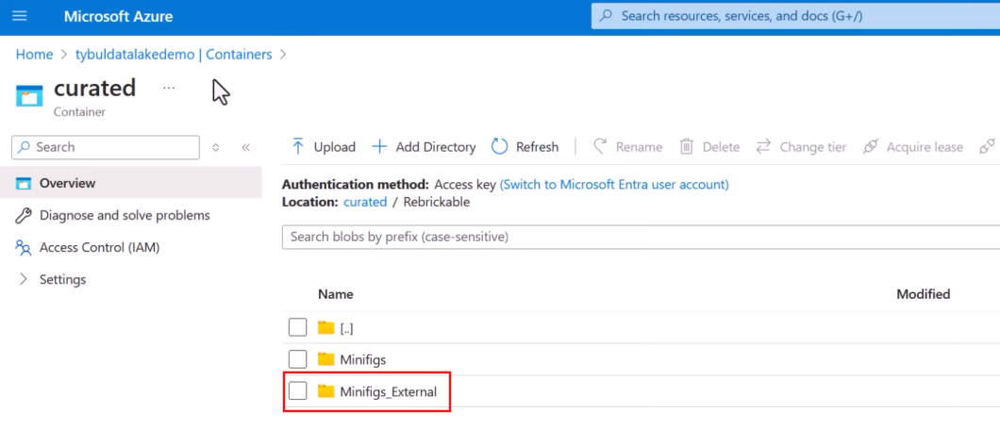 Microsoft Azure
Search resources, services, and docs (G+/)
Home > tybuldatalakedemo | Containers >
curated ...
Container
Search
Upload Add Directory Refresh Rename Delete Change tier Acquire lease
Overview
Diagnose and solve problems
Access Control (IAM)
Settings
Authentication method: Access key (Switch to Microsoft Entra user account)
Location: curated / Rebrickable
Search blobs by prefix (case-sensitive)
Name Modified
[..]
Minifigs
Minifigs_External